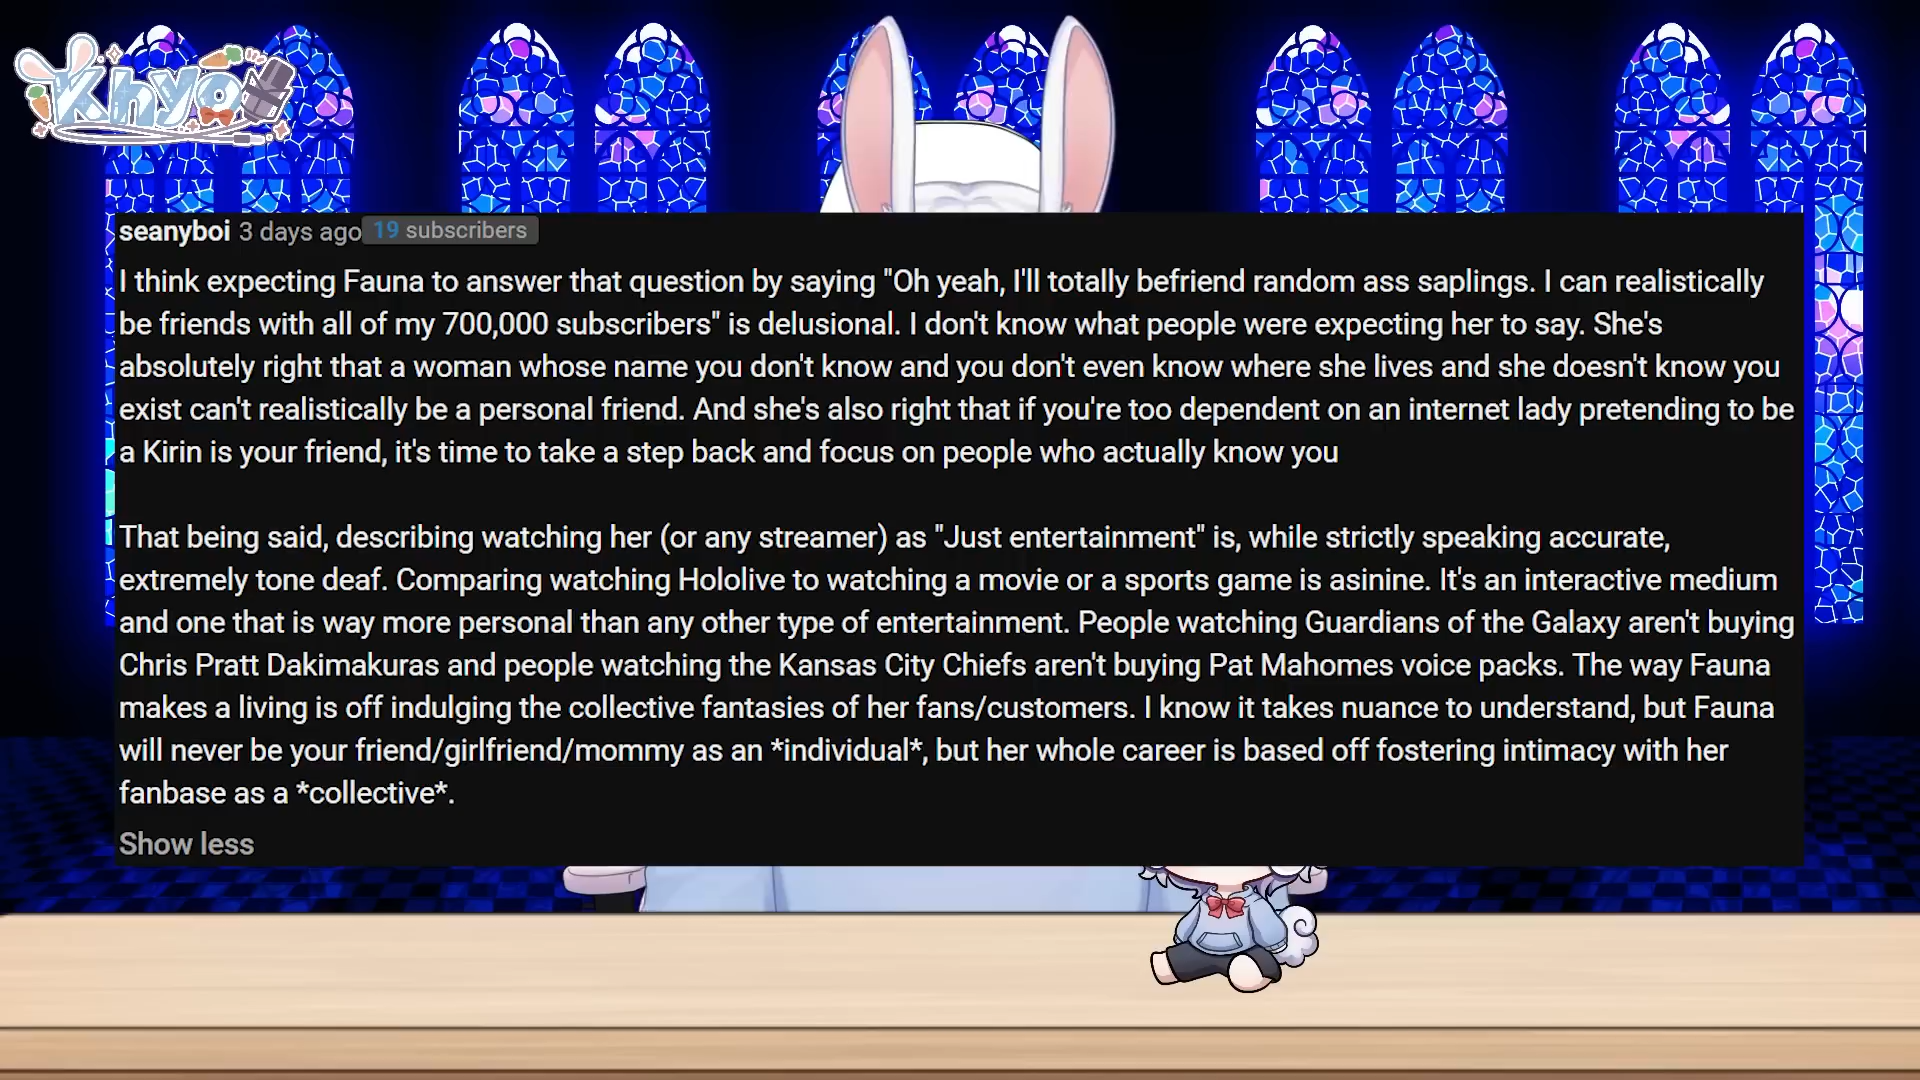 Khyo
seanyboi 3 days ago 19 subscribers
I think expecting Fauna to answer that question by saying "Oh yeah, I'll totally befriend random ass saplings. I can realistically
be friends with all of my 700,000 subscribers" is delusional. I don't know what people were expecting her to say. She's
absolutely right that a woman whose name you don't know and you don't even know where she lives and she doesn't know you
exist can't realistically be a personal friend. And she's also right that if you're too dependent on an internet lady pretending to be
a Kirin is your friend, it's time to take a step back and focus on people who actually know you
That being said, describing watching her (or any streamer) as "Just entertainment" is, while strictly speaking accurate,
extremely tone deaf. Comparing watching Hololive to watching a movie or a sports game is asinine. It's an interactive medium
and one that is way more personal than any other type of entertainment. People watching Guardians of the Galaxy aren't buying
Chris Pratt Dakimakuras and people watching the Kansas City Chiefs aren't buying Pat Mahomes voice packs. The way Fauna
makes a living is off indulging the collective fantasies of her fans/customers. I know it takes nuance to understand, but Fauna
will never be your friend/girlfriend/mommy as an *individual*, but her whole career is based off fostering intimacy with her
fanbase as a *collective*.
Show less